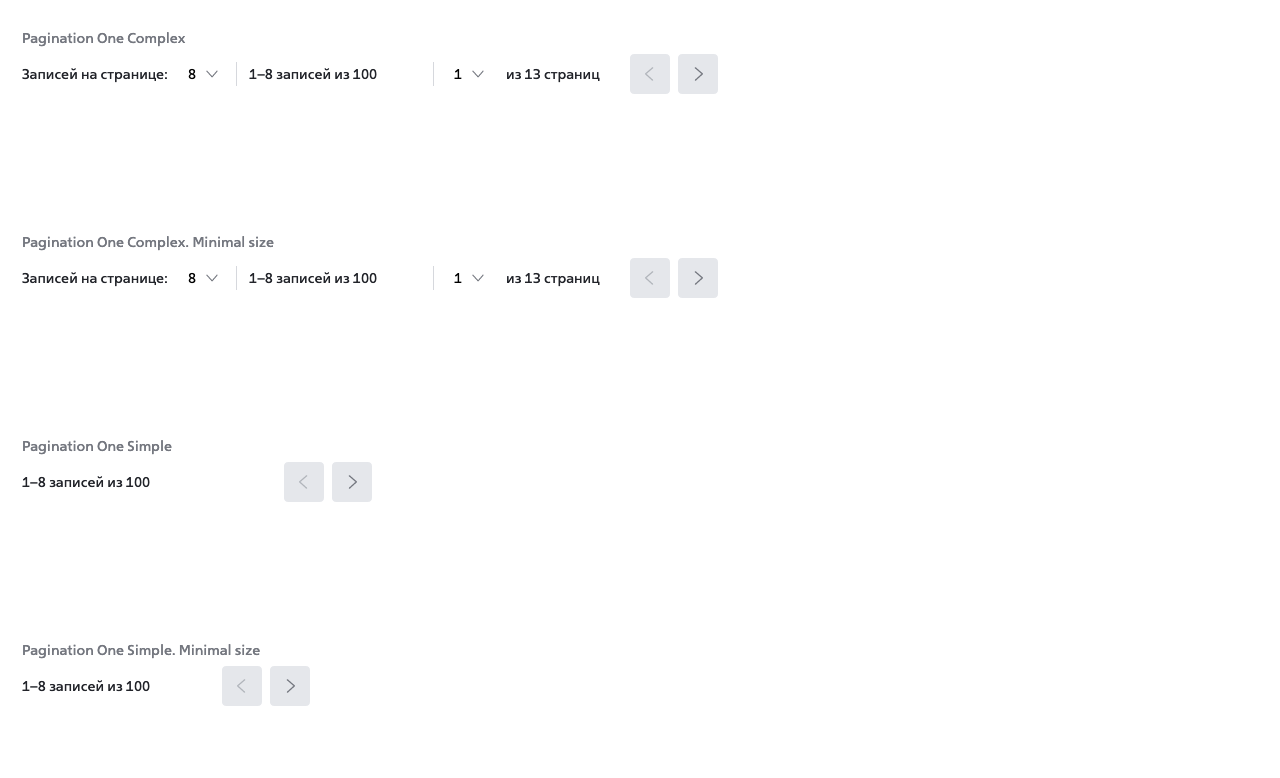 Pagination One Complex
Записей на странице: 8 1–8 записей из 100 1 из 13 страниц
Pagination One Complex. Minimal size
Записей на странице: 8 1–8 записей из 100 1 из 13 страниц
Pagination One Simple
1–8 записей из 100
Pagination One Simple. Minimal size
1–8 записей из 100